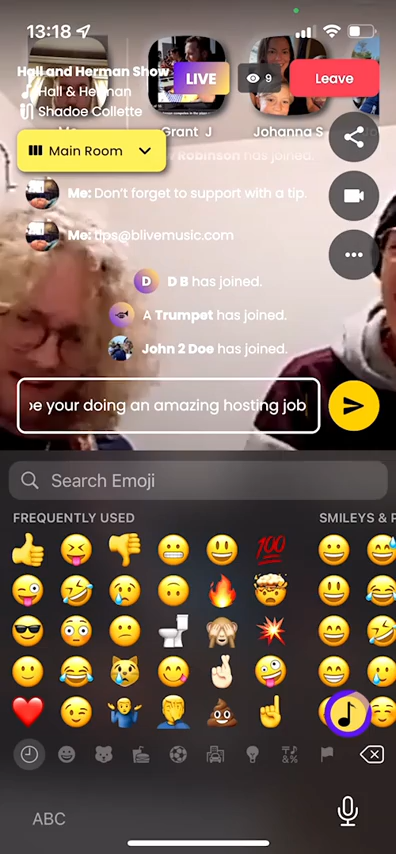 13:18
Hall and Herman Show
LIVE
9
Leave
Hall & Herman
Shadoe Collette
Grant J
Johanna S
Main Room
Robinson has joined.
Me: Don't forget to support with a tip.
Me: tips@blivemusic.com
D
D B has joined.
A Trumpet has joined.
John 2 Doe has joined.
e your doing an amazing hosting job
Search Emoji
FREQUENTLY USED
SMILEYS & P
100
ABC